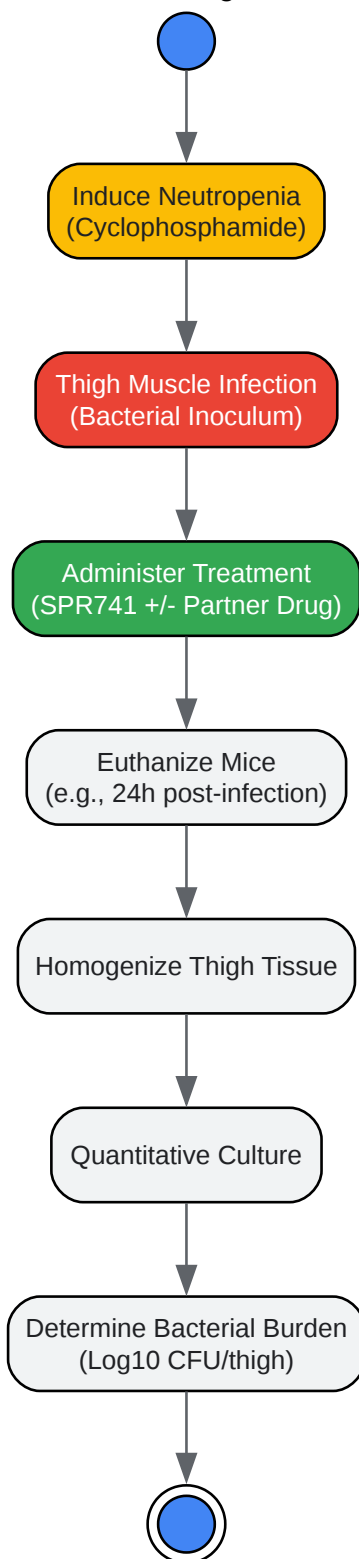 Induce Neutropenia
(Cyclophosphamide)
Thigh Muscle Infection
(Bacterial Inoculum)
Administer Treatment
(SPR741 +/- Partner Drug)
Euthanize Mice
(e.g., 24h post-infection)
Homogenize Thigh Tissue
Quantitative Culture
Determine Bacterial Burden
(Log10 CFU/thigh)